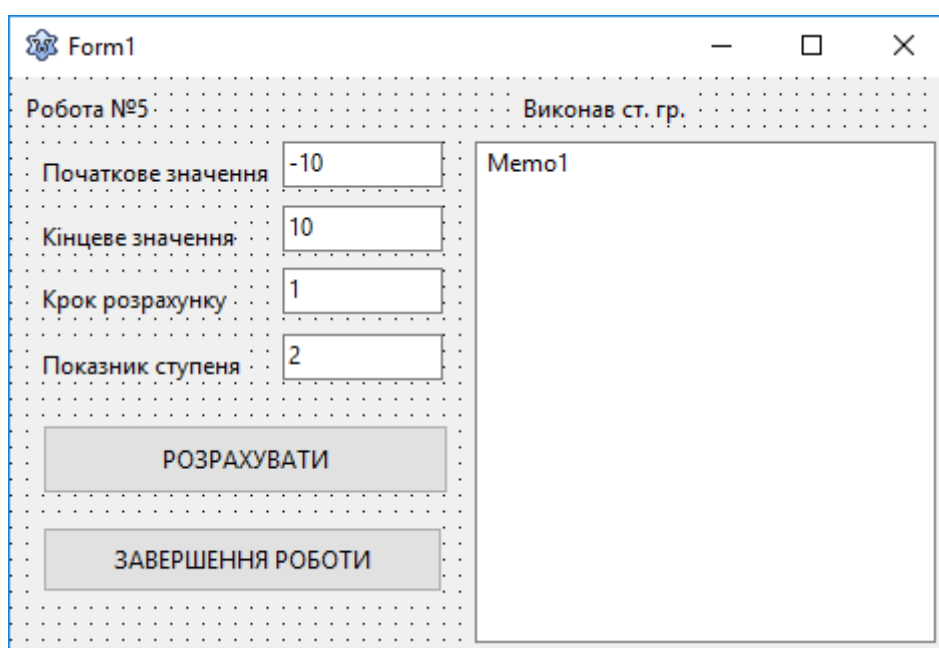 Form1
Робота №5
Виконав ст. гр.
Початкове значення
-10
Кінцеве значення
10
Крок розрахунку
1
Показник ступеня
2
РОЗРАХУВАТИ
ЗАВЕРШЕННЯ РОБОТИ
Memo1